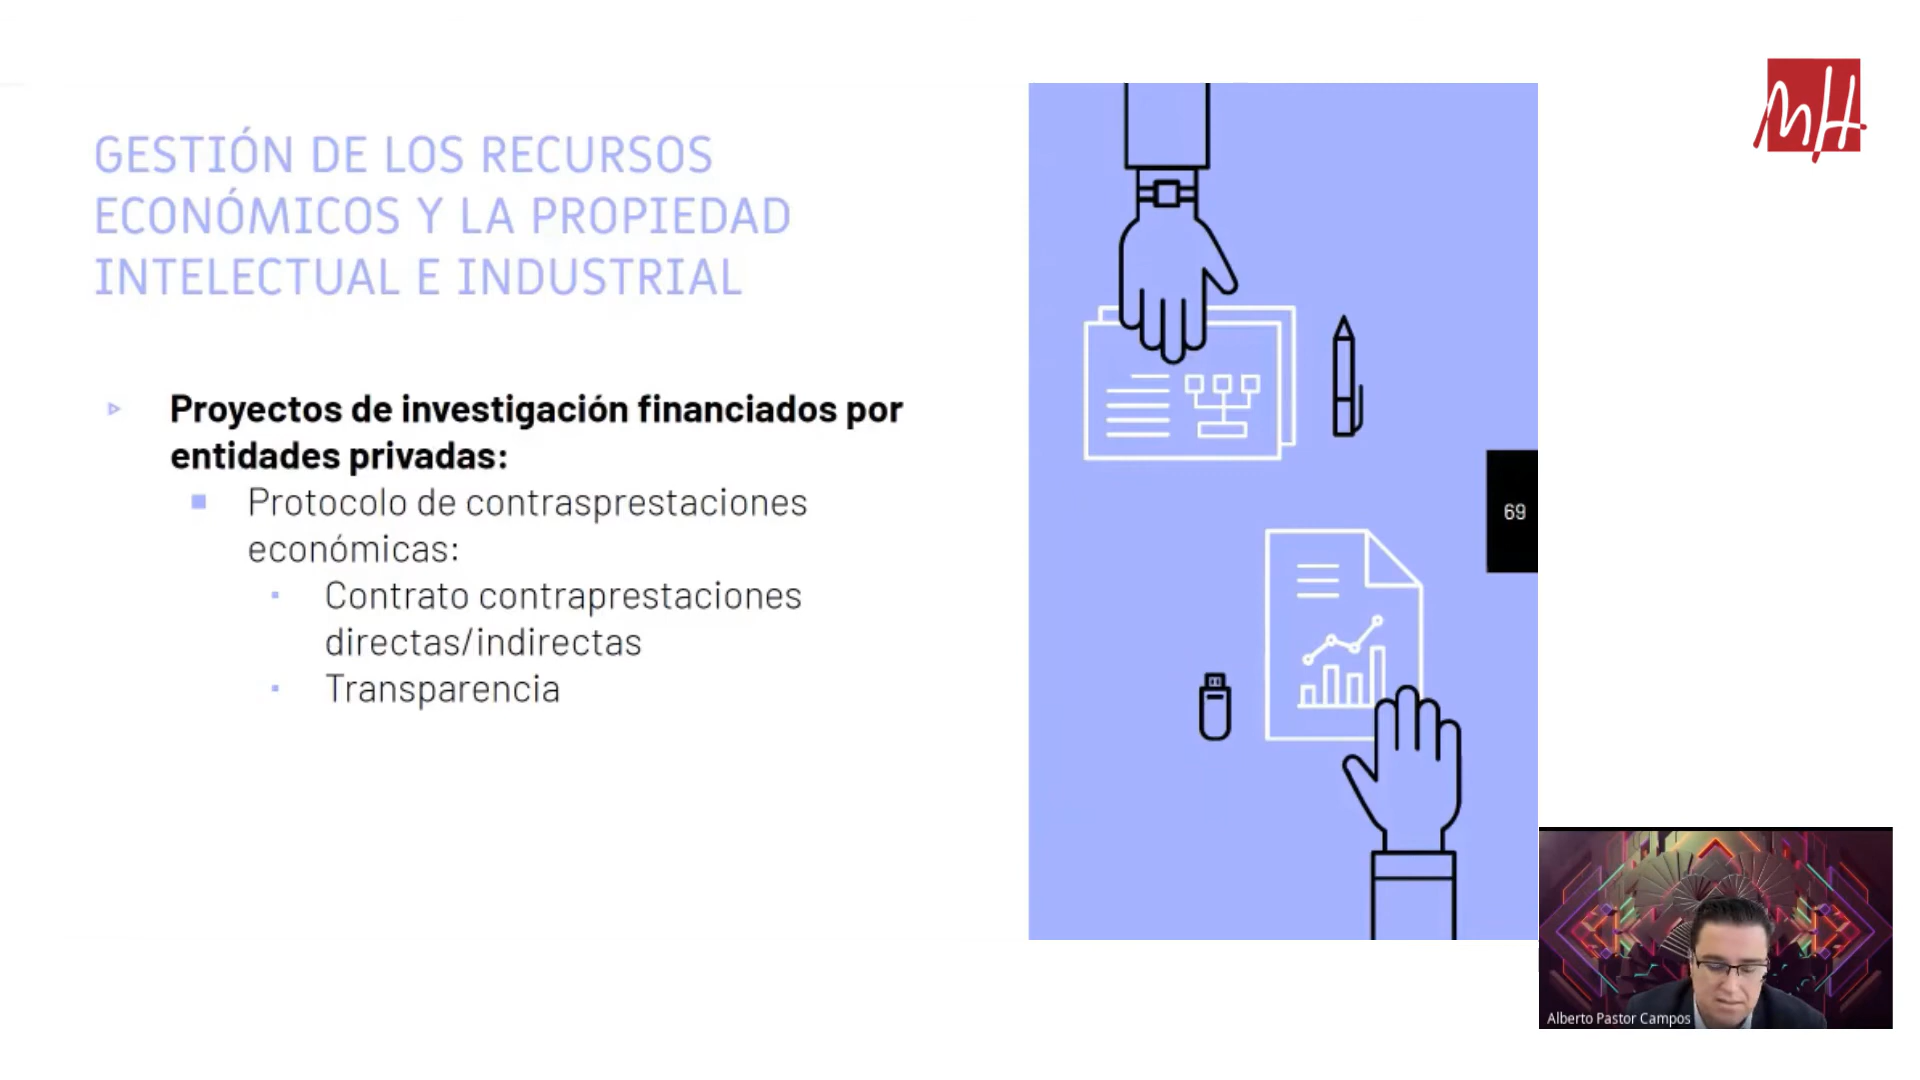 GESTIÓN DE LOS RECURSOS
ECONÓMICOS Y LA PROPIEDAD
INTELECTUAL E INDUSTRIAL
Proyectos de investigación financiados por
entidades privadas:
Protocolo de contrasprestaciones
económicas:
Contrato contraprestaciones
directas/indirectas
Transparencia
69
MH
Alberto Pastor Campos